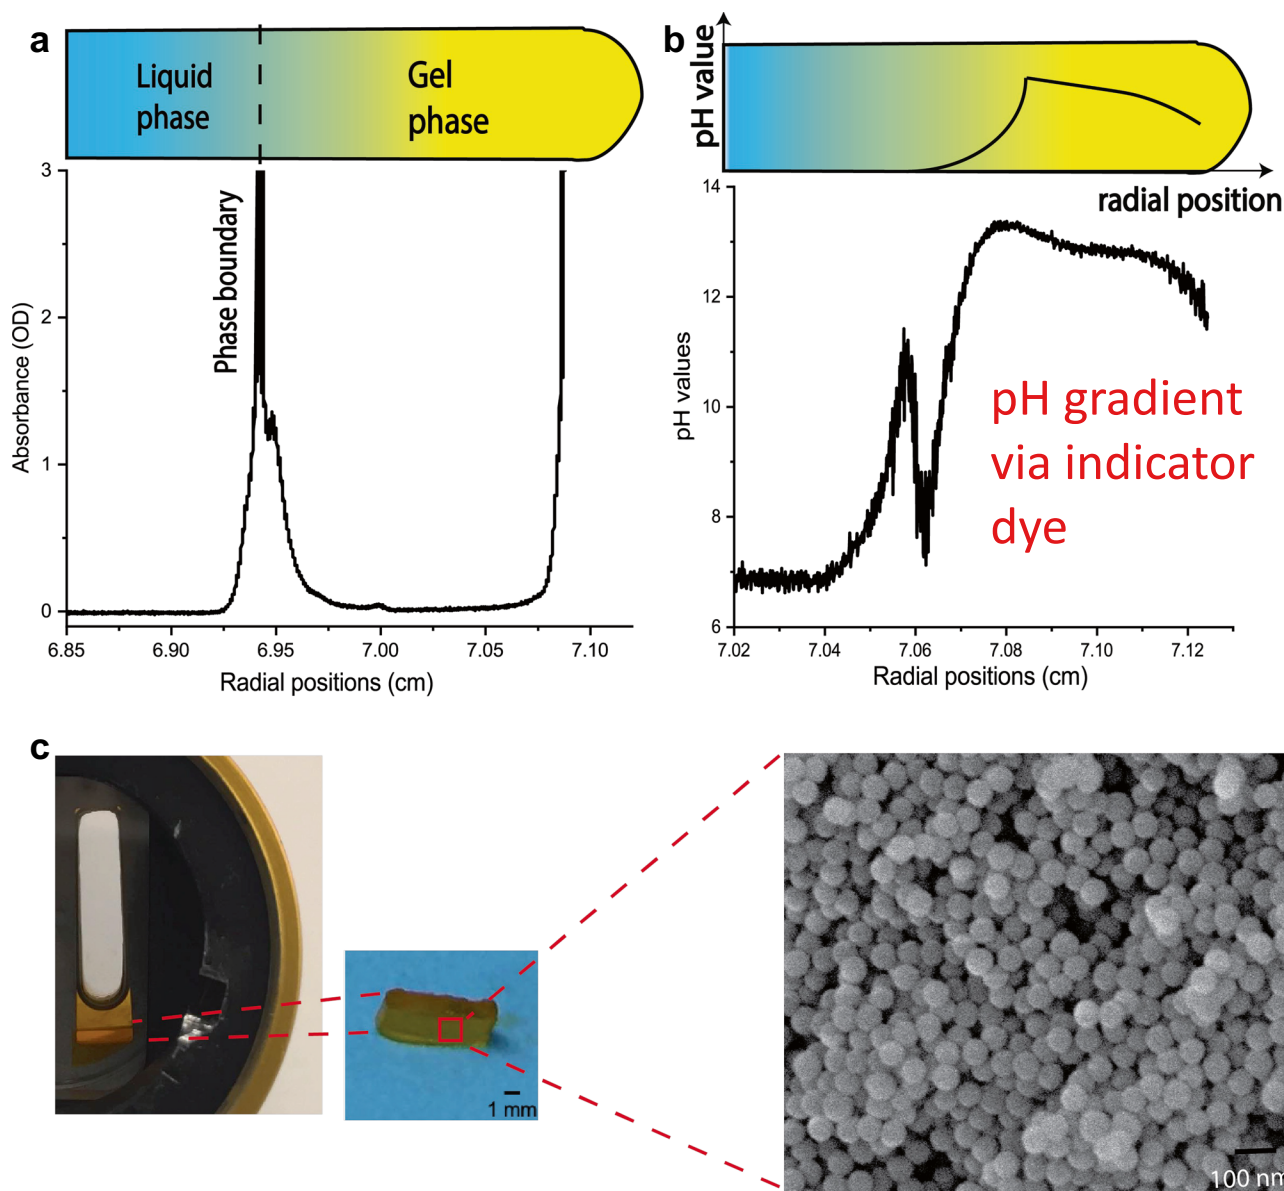 a
Liquid
phase
Gel
phase
Phase boundary
Absorbance (OD)
3
2
1
0
6.85
6.90
6.95
7.00
7.05
7.10
Radial positions (cm)
b
pH value
radial position
pH values
14
12
10
8
6
7.02
7.04
7.06
7.08
7.10
7.12
Radial positions (cm)
pH gradient
via indicator
dye
c
1 mm
100 nm